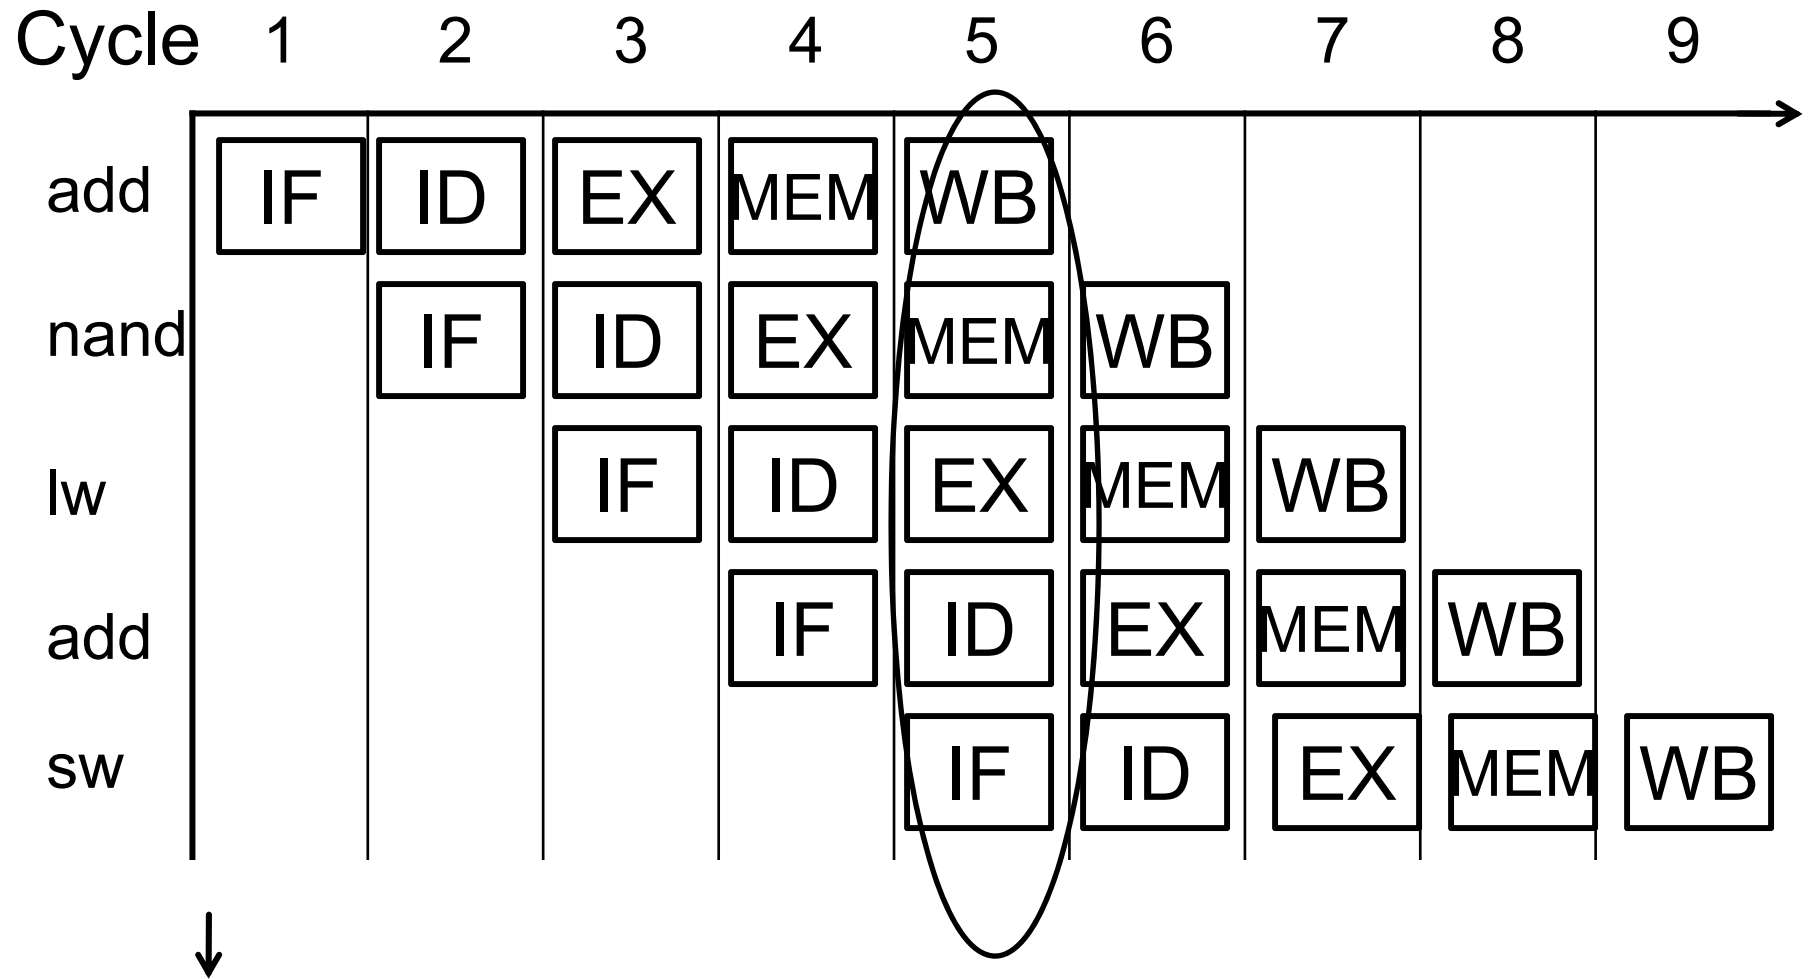 Cycle 1 2 3 4 5 6 7 8 9
add IF ID EX MEM WB
nand IF ID EX MEM WB
lw IF ID EX MEM WB
add IF ID EX MEM WB
sw IF ID EX MEM WB